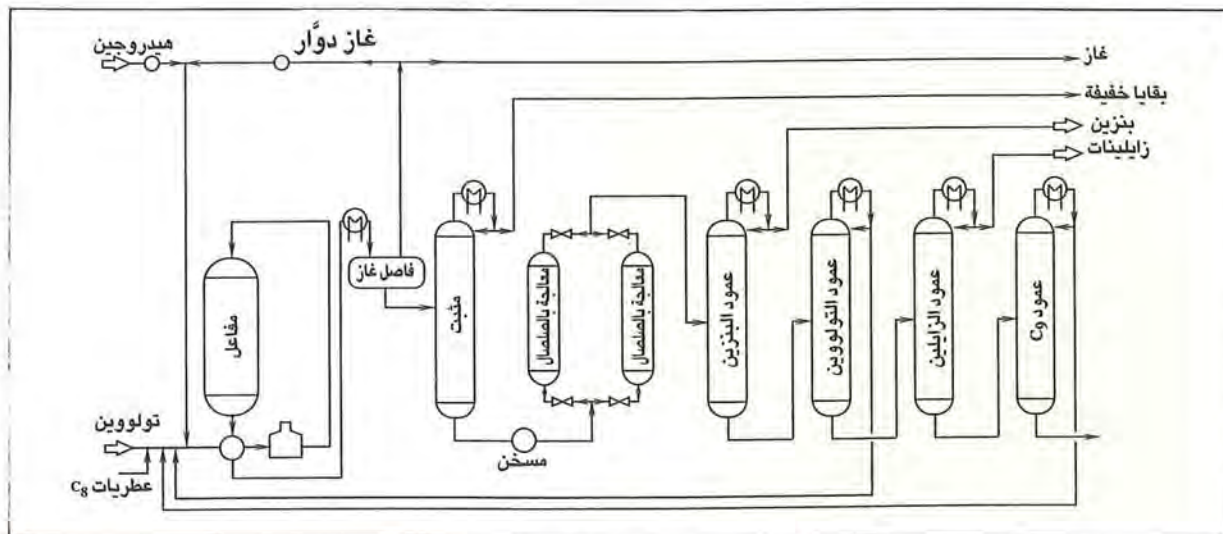 هيدروجين
غاز دوَّار
غاز
بقايا خفيفة
بنزين
زايلينات
فاصل غاز
مفاعل
مثبت
معالجة بالصلصال
معالجة بالصلصال
عمود البنزين
عمود التولووين
عمود الزايلين
عمود C9
تولووين
عطريات C8
مسخن